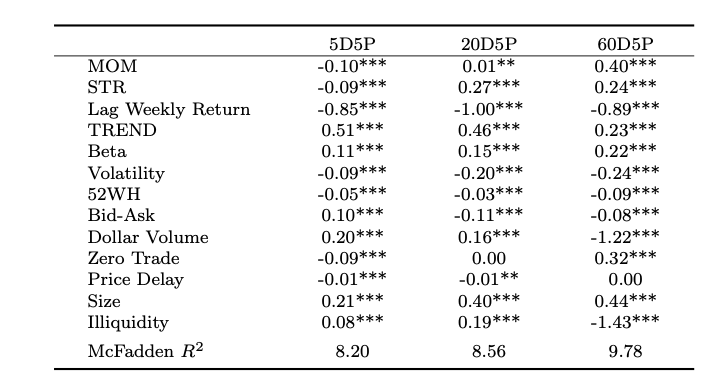 5D5P 20D5P 60D5P
MOM -0.10*** 0.01** 0.40***
STR -0.09*** 0.27*** 0.24***
Lag Weekly Return -0.85*** -1.00*** -0.89***
TREND 0.51*** 0.46*** 0.23***
Beta 0.11*** 0.15*** 0.22***
Volatility -0.09*** -0.20*** -0.24***
52WH -0.05*** -0.03*** -0.09***
Bid-Ask 0.10*** -0.11*** -0.08***
Dollar Volume 0.20*** 0.16*** -1.22***
Zero Trade -0.09*** 0.00 0.32***
Price Delay -0.01*** -0.01** 0.00
Size 0.21*** 0.40*** 0.44***
Illiquidity 0.08*** 0.19*** -1.43***
McFadden R² 8.20 8.56 9.78